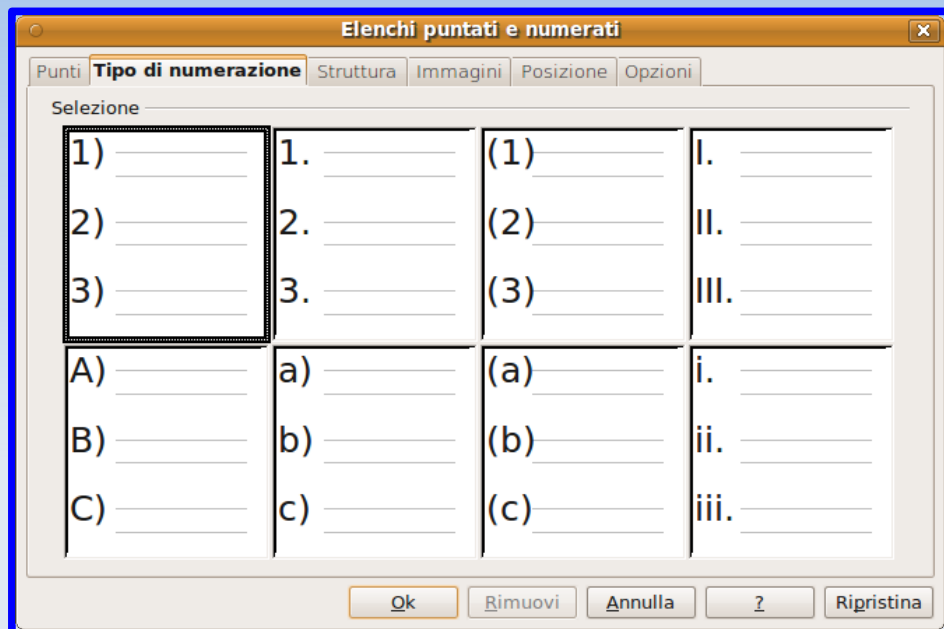 Elenchi puntati e numerati
Punti Tipo di numerazione Struttura Immagini Posizione Opzioni
Selezione
1) 1. (1) I.
2) 2. (2) II.
3) 3. (3) III.
A) a) (a) i.
B) b) (b) ii.
C) c) (c) iii.
Ok Rimuovi Annulla ? Ripristina